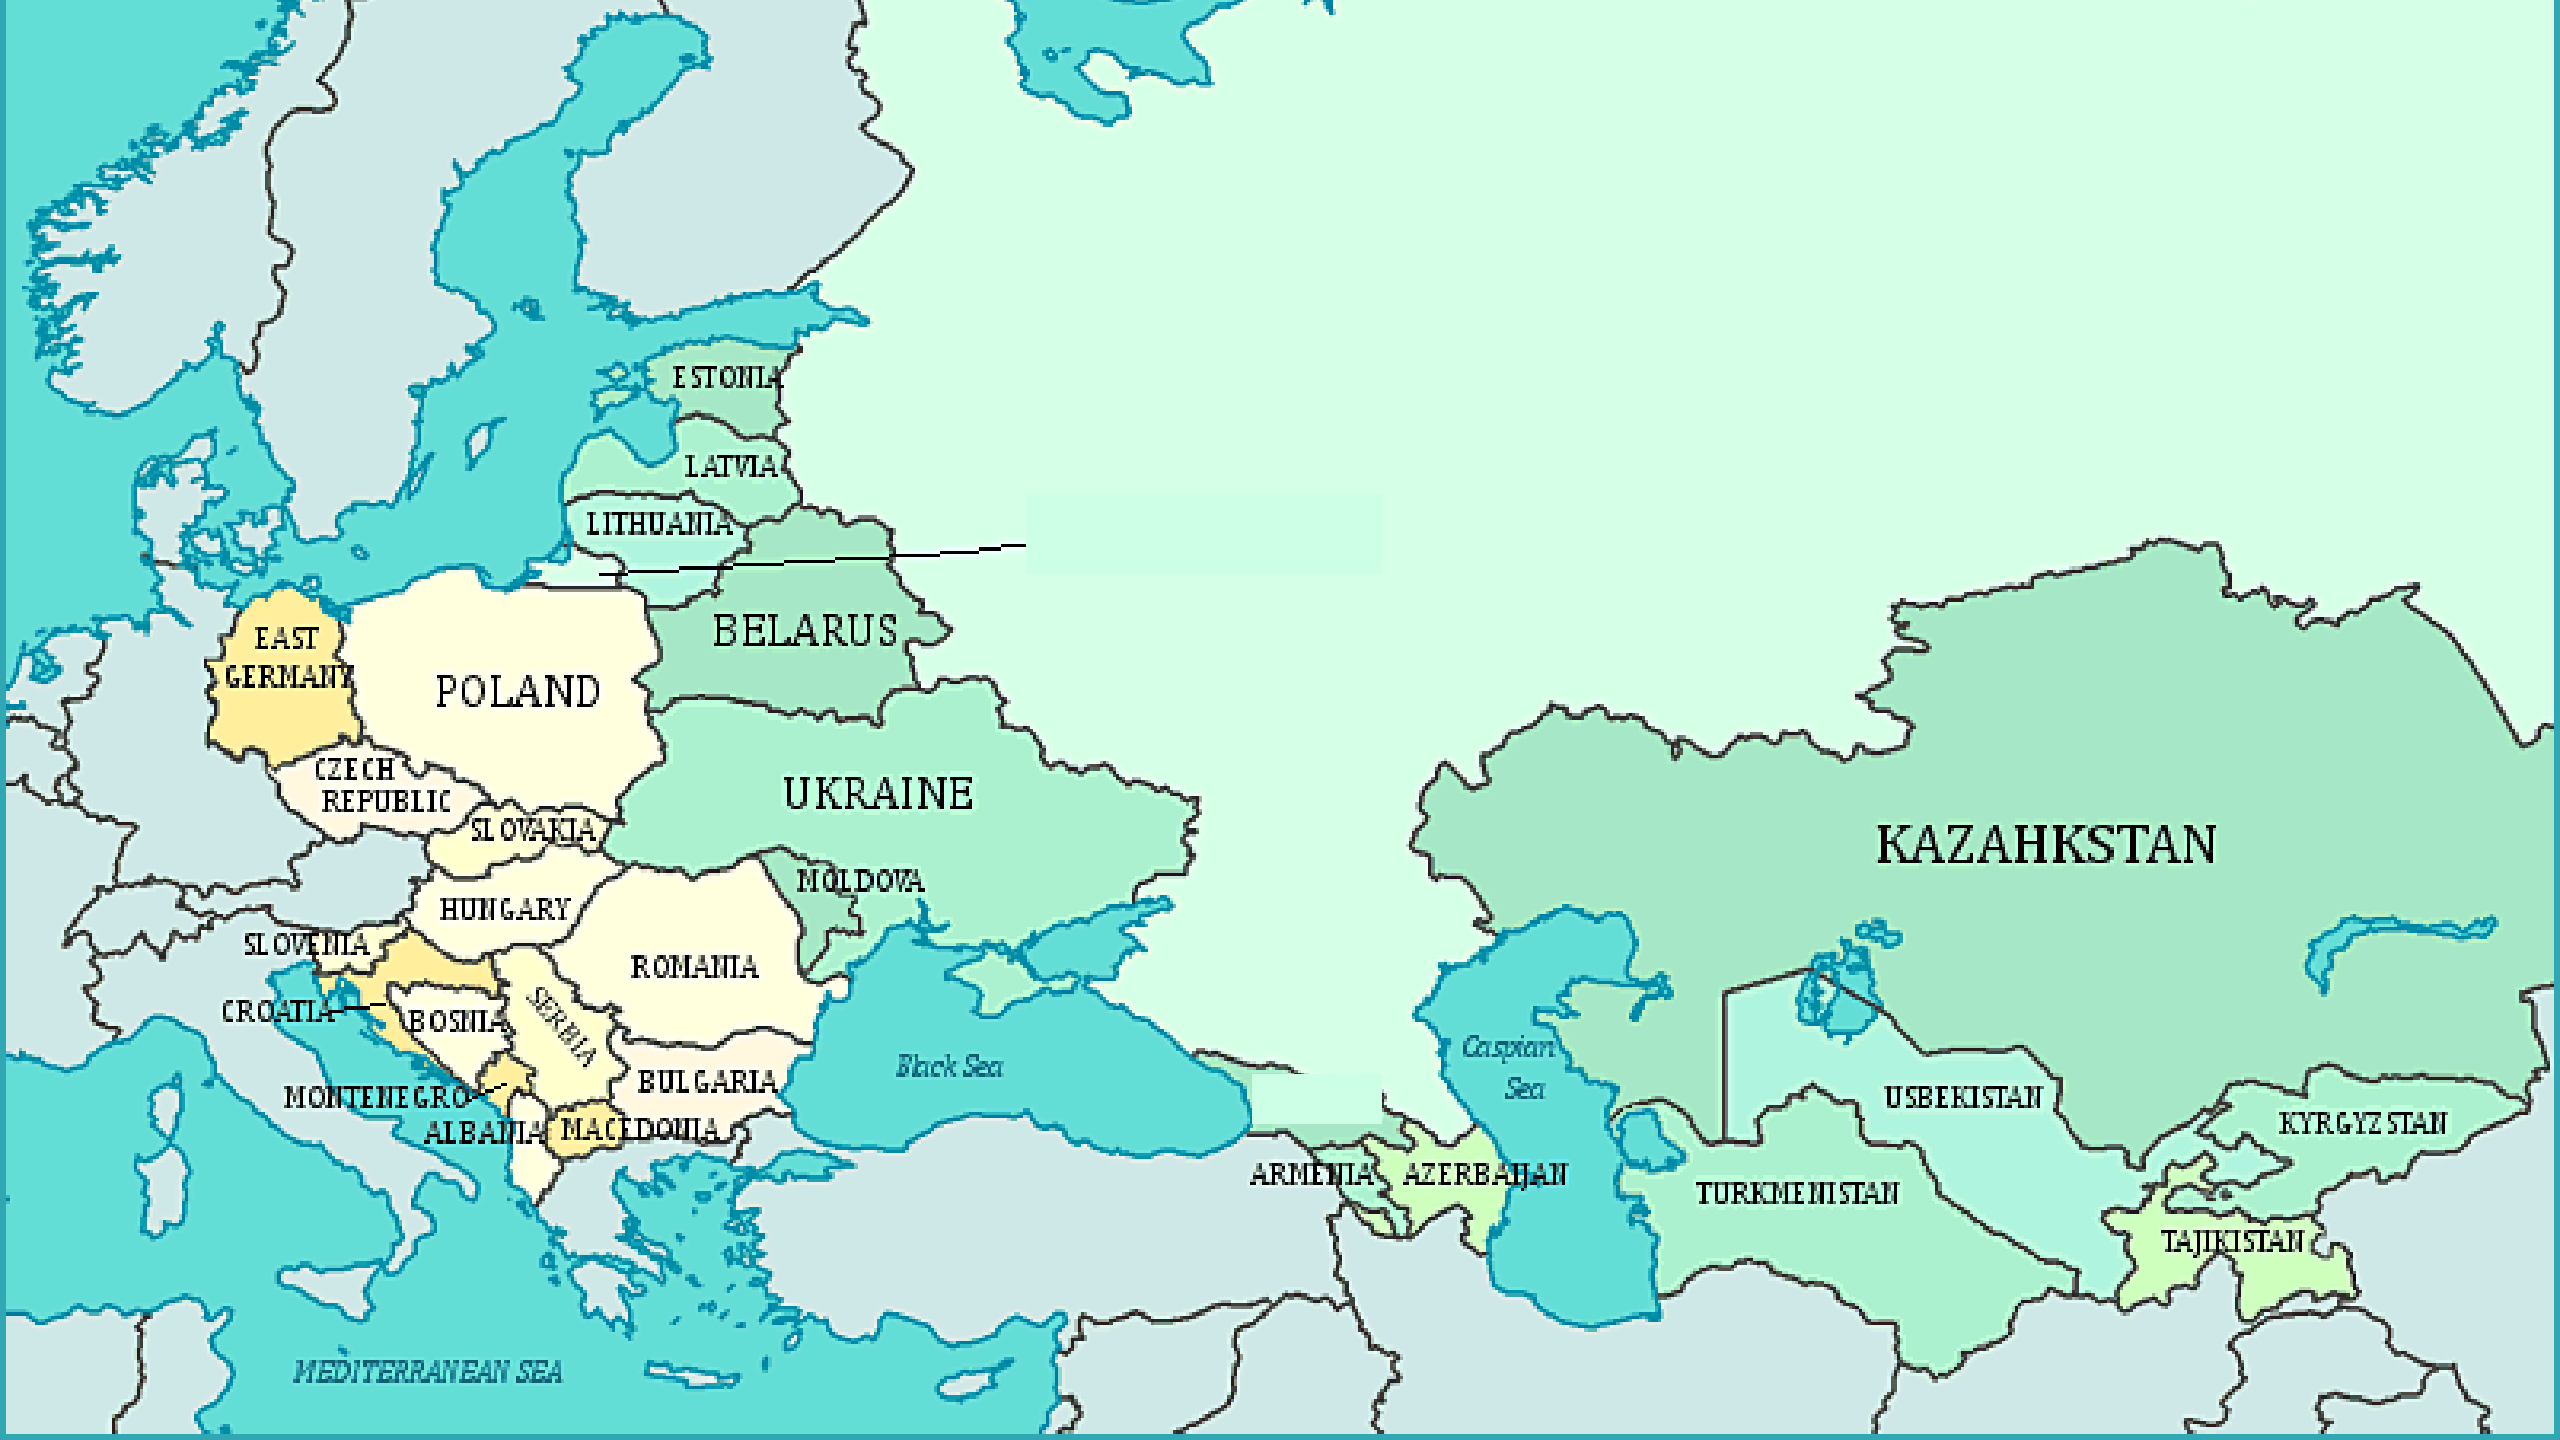 ESTONIA
LATVIA
LITHUANIA
BELARUS
EAST
GERMANY
POLAND
CZECH
REPUBLIC
SLOVAKIA
UKRAINE
KAZAHKSTAN
MOLDOVA
HUNGARY
SLOVENIA
ROMANIA
CROATIA
BOSNIA
SERBIA
Black Sea
Caspian
Sea
BULGARIA
MONTENEGRO
USBEKISTAN
KYRGYZSTAN
ALBANIA
MACEDONIA
ARMENIA
AZERBAIJAN
TURKMENISTAN
TAJIKISTAN
MEDITERRANEAN SEA